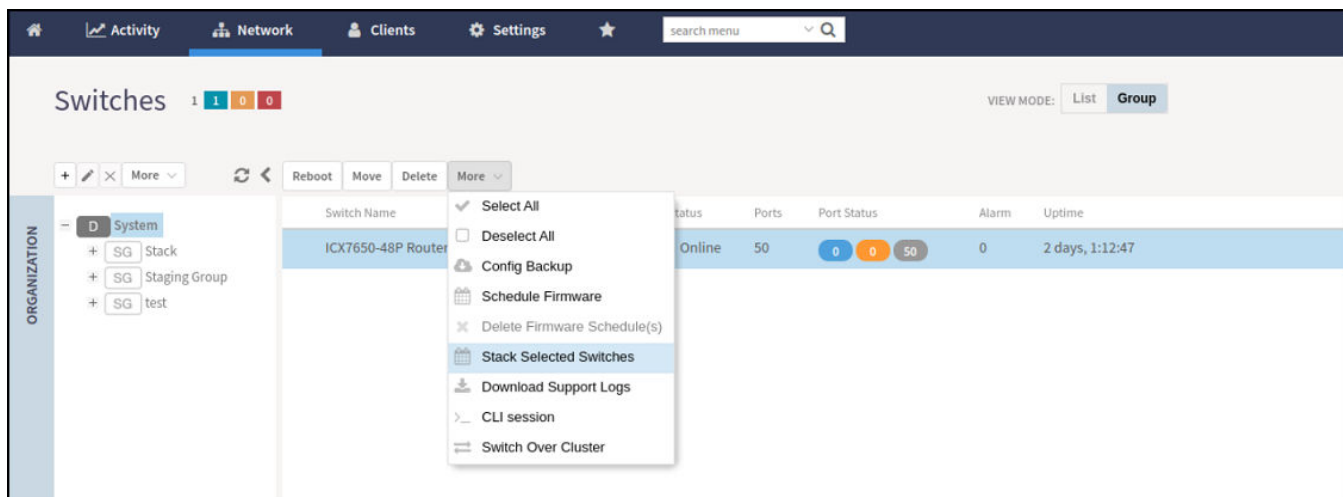 Activity Network Clients Settings search menu
Switches 1 1 0 0 VIEW MODE: List Group
+ More Reboot Move Delete More
ORGANIZATION
Switch Name tatus Ports Port Status Alarm Uptime
D System
ICX7650-48P Router Online 50 0 0 50 0 2 days, 1:12:47
+ SG Stack
+ SG Staging Group
+ SG test
Select All
Deselect All
Config Backup
Schedule Firmware
Delete Firmware Schedule(s)
Stack Selected Switches
Download Support Logs
CLI session
Switch Over Cluster